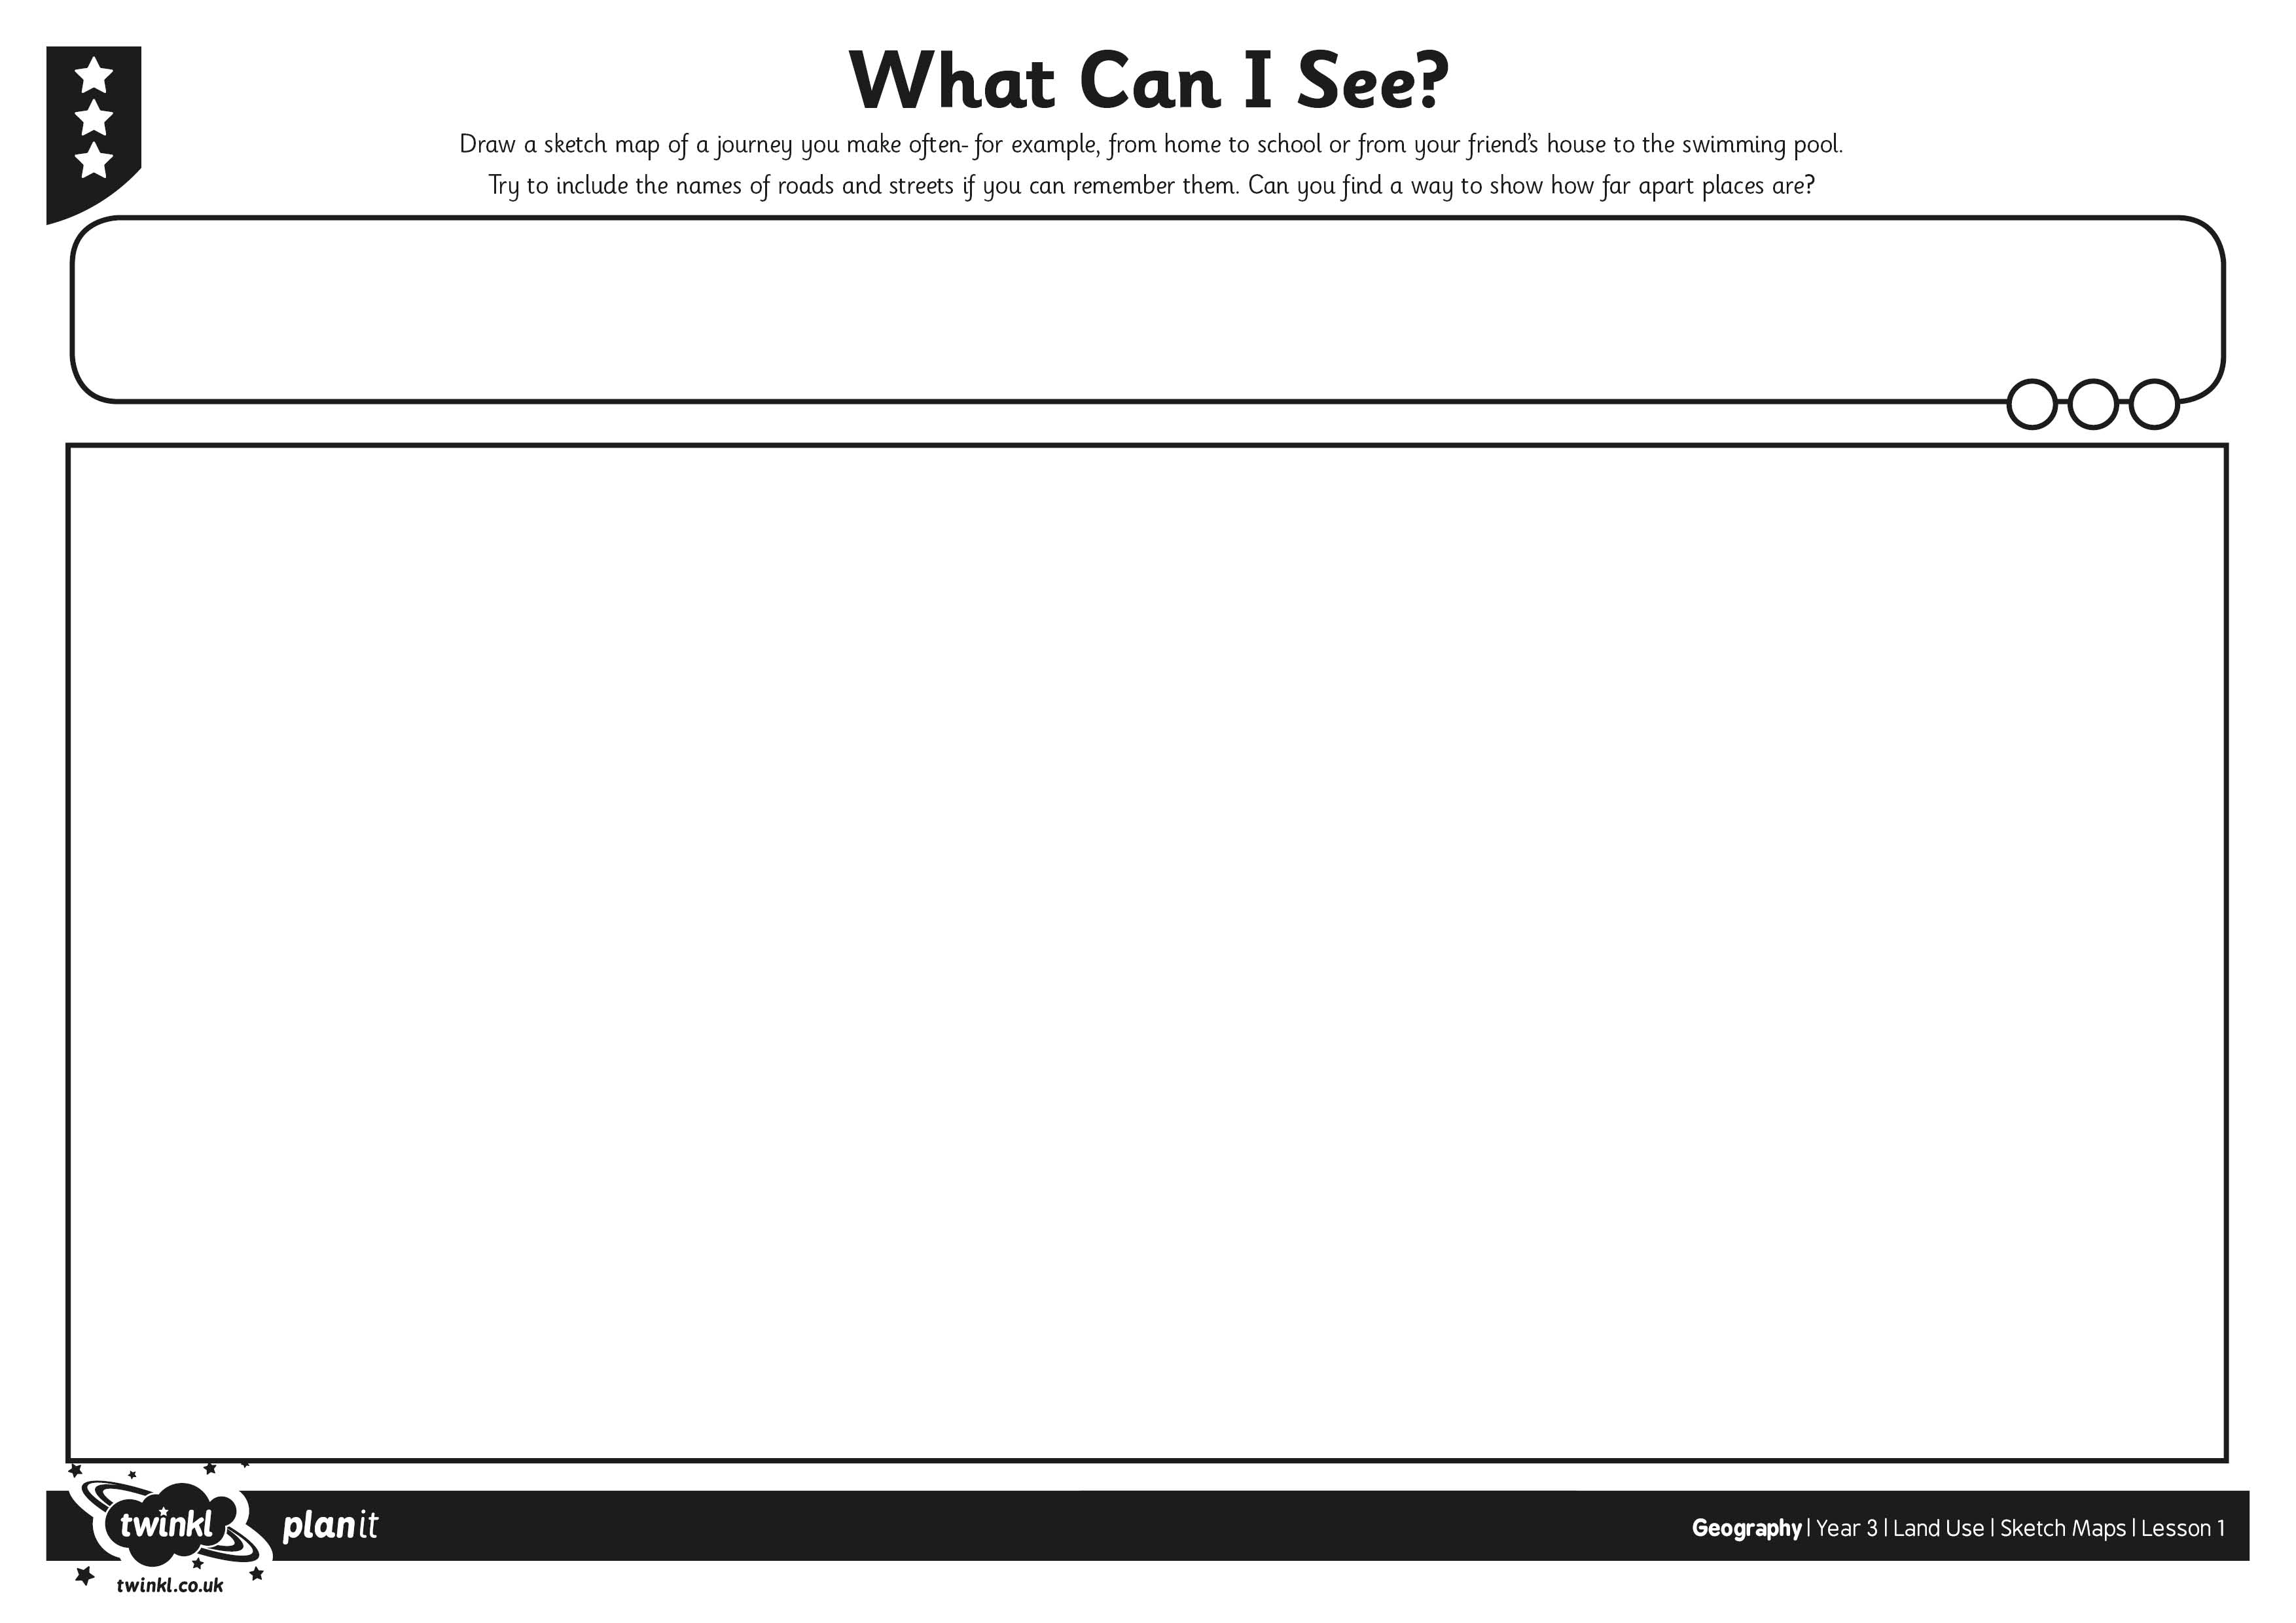 What Can I See?
Draw a sketch map of a journey you make often- for example, from home to school or from your friend's house to the swimming pool.
Try to include the names of roads and streets if you can remember them. Can you find a way to show how far apart places are?
twinkl
planit
Geography | Year 3 | Land Use | Sketch Maps | Lesson 1
twinkl.co.uk